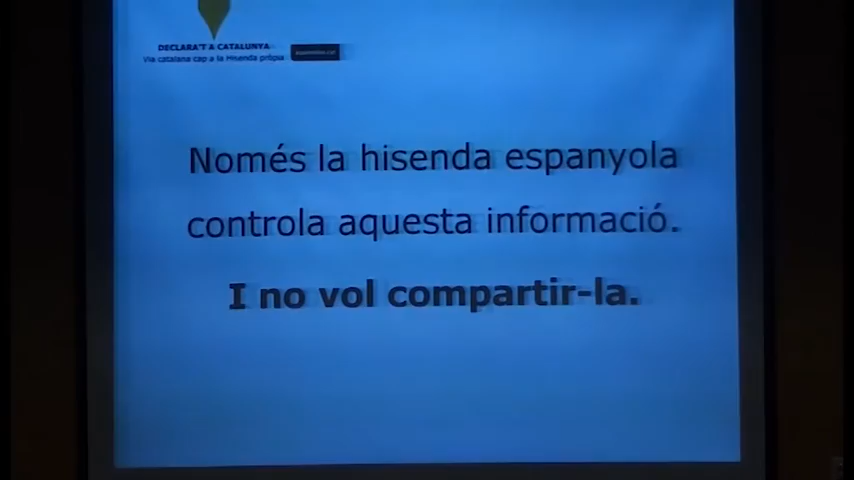 DECLARA'T A CATALUNYA
Via catalana cap a la Hisenda pròpia
Només la hisenda espanyola
controla aquesta informació.
I no vol compartir-la.